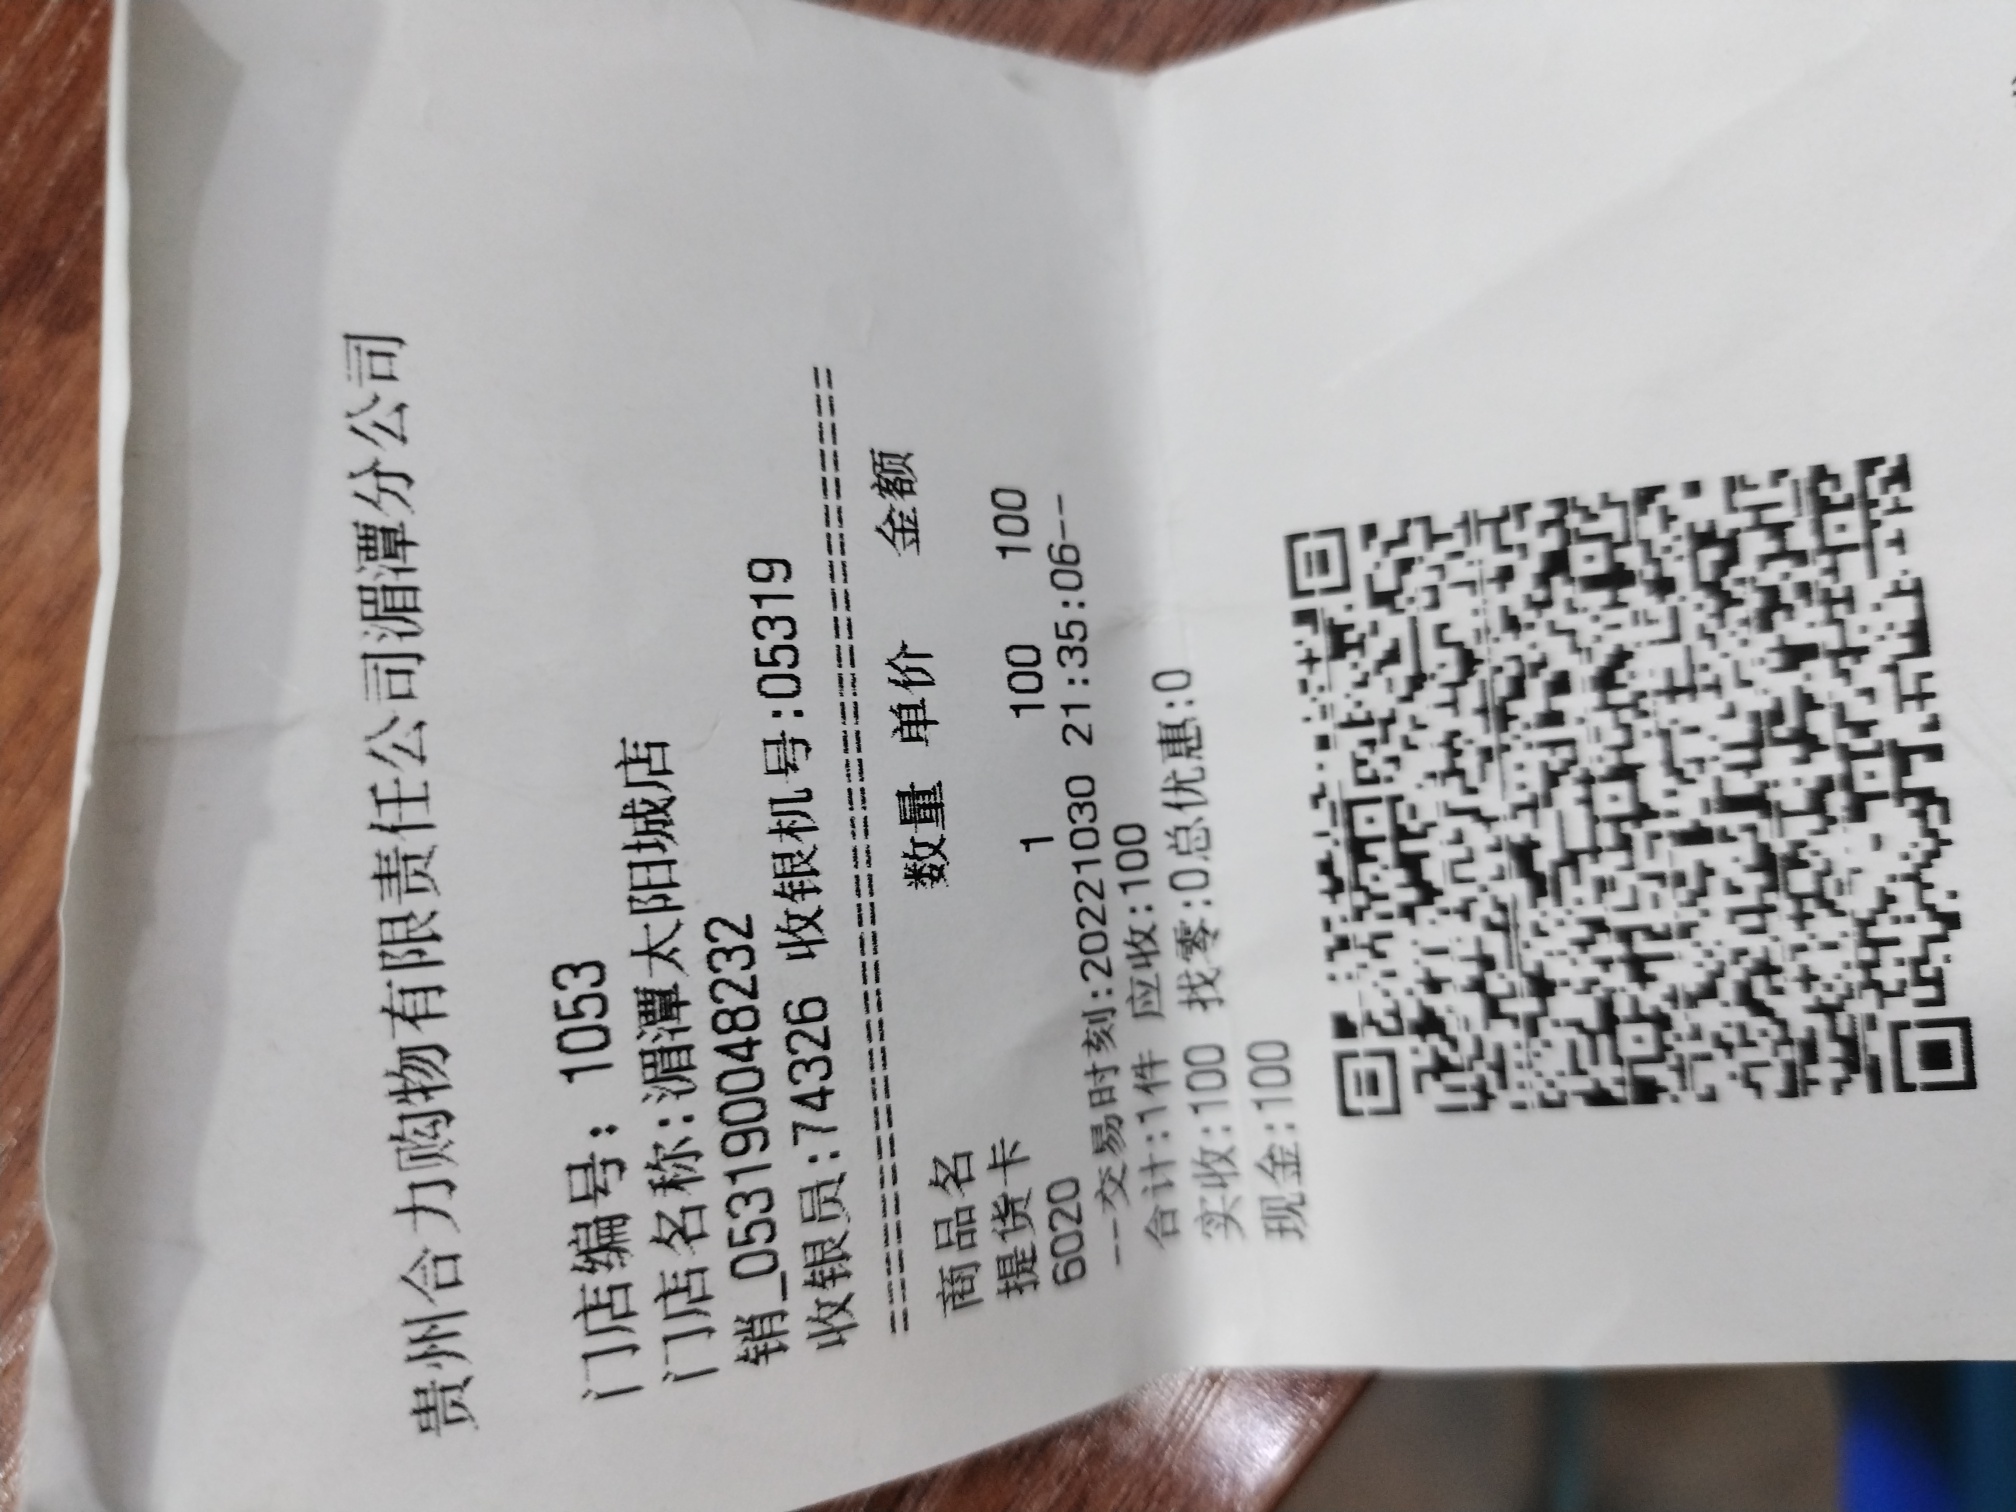 贵州合力购物有限责任公司湄潭分公司
门店编号: 1053
门店名称:湄潭太阳城店
销_053190048232
收银员:74326 收银机号:05319
商品名 数量 单价 金额
提货卡
6020 1 100 100
--交易时刻:20221030 21:35:06--
合计:1件 应收:100
实收:100 找零:0总优惠:0
现金:100